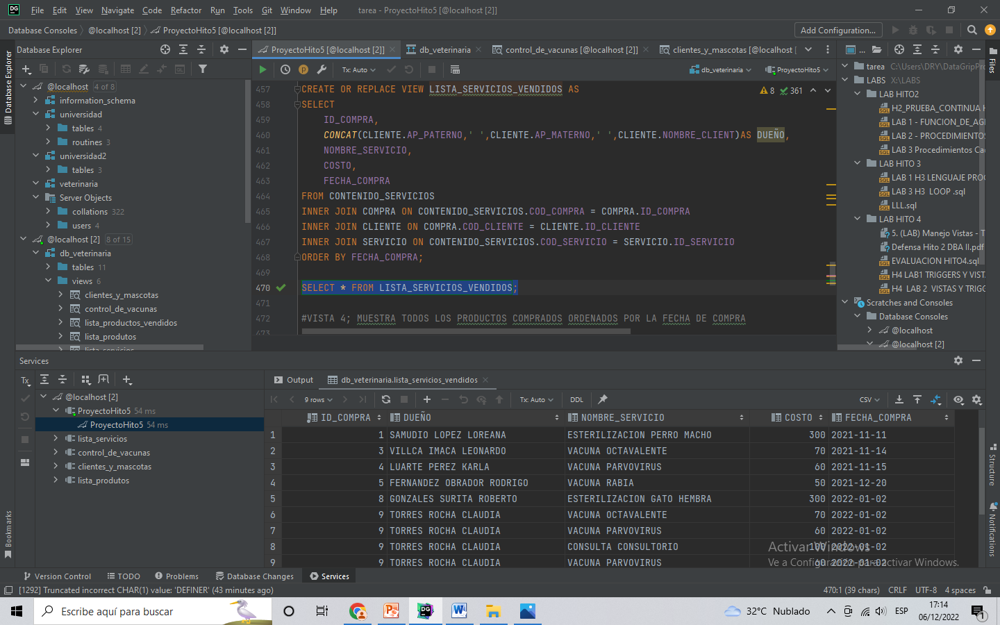 DG File Edit View Navigate Code Refactor Run Tools Git Window Help tarea - ProyectoHito5 [@localhost [2]]
Database Consoles @localhost [2] ProyectoHito5 [@localhost [2]] Add Configuration...
Database Explorer
@localhost 4 of 8
information_schema
universidad
tables 4
routines 3
universidad2
tables 3
veterinaria
Server Objects
collations 322
users 4
@localhost [2] 8 of 15
db_veterinaria
tables 11
views 6
clientes_y_mascotas
control_de_vacunas
lista_productos_vendidos
lista_produtos
lista_servicios
Database Explorer
Bookmarks
ProyectoHito5 [@localhost [2]] db_veterinaria control_de_vacunas [@localhost [2]] clientes_y_mascotas [@localhost [
Tx: Auto db_veterinaria ProyectoHito5
8 361
457 CREATE OR REPLACE VIEW LISTA_SERVICIOS_VENDIDOS AS
458 SELECT
459 ID_COMPRA,
460 CONCAT(CLIENTE.AP_PATERNO,' ',CLIENTE.AP_MATERNO,' ',CLIENTE.NOMBRE_CLIENT)AS DUEÑO,
461 NOMBRE_SERVICIO,
462 COSTO,
463 FECHA_COMPRA
464 FROM CONTENIDO_SERVICIOS
465 INNER JOIN COMPRA ON CONTENIDO_SERVICIOS.COD_COMPRA = COMPRA.ID_COMPRA
466 INNER JOIN CLIENTE ON COMPRA.COD_CLIENTE = CLIENTE.ID_CLIENTE
467 INNER JOIN SERVICIO ON CONTENIDO_SERVICIOS.COD_SERVICIO = SERVICIO.ID_SERVICIO
468 ORDER BY FECHA_COMPRA;
469
470 SELECT * FROM LISTA_SERVICIOS_VENDIDOS;
471
472 #VISTA 4; MUESTRA TODOS LOS PRODUCTOS COMPRADOS ORDENADOS POR LA FECHA DE COMPRA
473
...
tarea C:\Users\DRY\DataGripPro
LABS X:\LABS
LAB HITO2
H2_PRUEBA_CONTINUA H
LAB 1 - FUNCION_DE_AG
LAB 2 - PROCEDIMIENTOS
LAB 3 Procedimientos Ca
LAB HITO 3
LAB 1 H3 LENGUAJE PRO
LAB 3 H3 LOOP .sql
LLL.sql
LAB HITO 4
5. (LAB) Manejo Vistas - T
Defensa Hito 2 DBA II.pdf
EVALUACION HITO4.sql
H4 LAB1 TRIGGERS Y VIST
H4 LAB 2 VISTAS Y TRIGG
Scratches and Consoles
Database Consoles
@localhost
@localhost [2]
Files
Structure
Notifications
Services
Tx
@localhost [2]
ProyectoHito5 54 ms
ProyectoHito5 54 ms
lista_servicios
control_de_vacunas
clientes_y_mascotas
lista_produtos
Output db_veterinaria.lista_servicios_vendidos
9 rows Tx: Auto DDL CSV
ID_COMPRA DUEÑO NOMBRE_SERVICIO COSTO FECHA_COMPRA
1 1 SAMUDIO LOPEZ LOREANA ESTERILIZACION PERRO MACHO 300 2021-11-11
2 3 VILLCA IMACA LEONARDO VACUNA OCTAVALENTE 70 2021-11-14
3 4 LUARTE PEREZ KARLA VACUNA PARVOVIRUS 60 2021-11-15
4 5 FERNANDEZ OBRADOR RODRIGO VACUNA RABIA 50 2021-12-20
5 8 GONZALES SURITA ROBERTO ESTERILIZACION GATO HEMBRA 300 2022-01-02
6 9 TORRES ROCHA CLAUDIA VACUNA OCTAVALENTE 70 2022-01-02
7 9 TORRES ROCHA CLAUDIA VACUNA PARVOVIRUS 60 2022-01-02
8 9 TORRES ROCHA CLAUDIA CONSULTA CONSULTORIO 100 2022-01-02
9 9 TORRES ROCHA CLAUDIA VACUNA PARVOVIRUS 60 2022-01-02
Activar Windows
Ve a Configuración para activar Windows.
Version Control TODO Problems Database Changes Services
[1292] Truncated incorrect CHAR(1) value: 'DEFINER' (43 minutes ago) 470:1 (39 chars) CRLF UTF-8 4 spaces
Escribe aquí para buscar 32°C Nublado ESP 17:14
06/12/2022 1